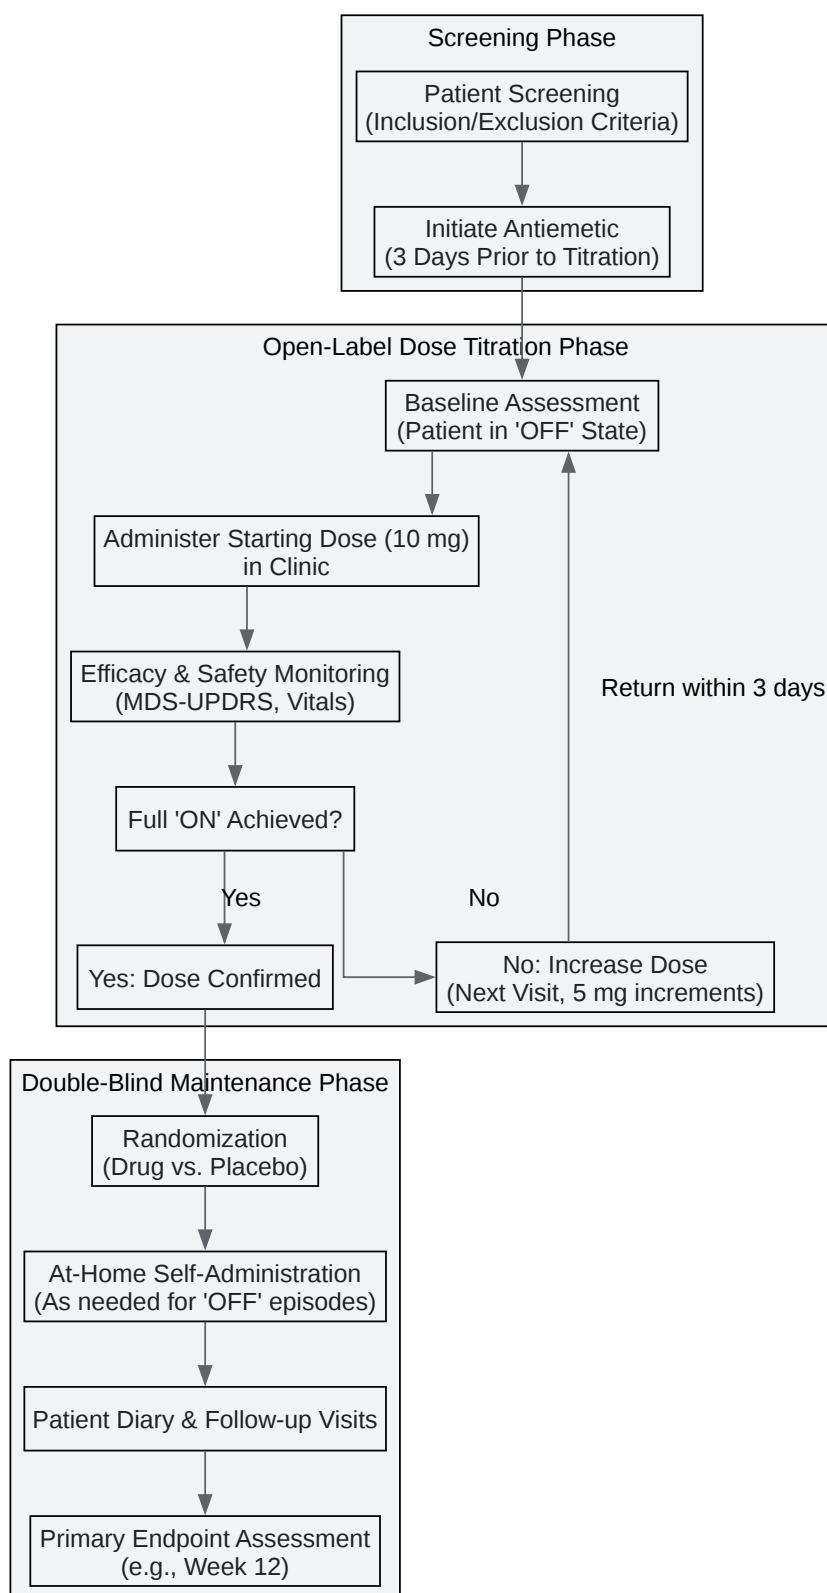 Screening Phase
Patient Screening
(Inclusion/Exclusion Criteria)
Initiate Antiemetic
(3 Days Prior to Titration)
Open-Label Dose Titration Phase
Baseline Assessment
(Patient in 'OFF' State)
Administer Starting Dose (10 mg)
in Clinic
Efficacy & Safety Monitoring
(MDS-UPDRS, Vitals)
Return within 3 days
Full 'ON' Achieved?
Yes
No
Yes: Dose Confirmed
No: Increase Dose
(Next Visit, 5 mg increments)
Double-Blind Maintenance Phase
Randomization
(Drug vs. Placebo)
At-Home Self-Administration
(As needed for 'OFF' episodes)
Patient Diary & Follow-up Visits
Primary Endpoint Assessment
(e.g., Week 12)